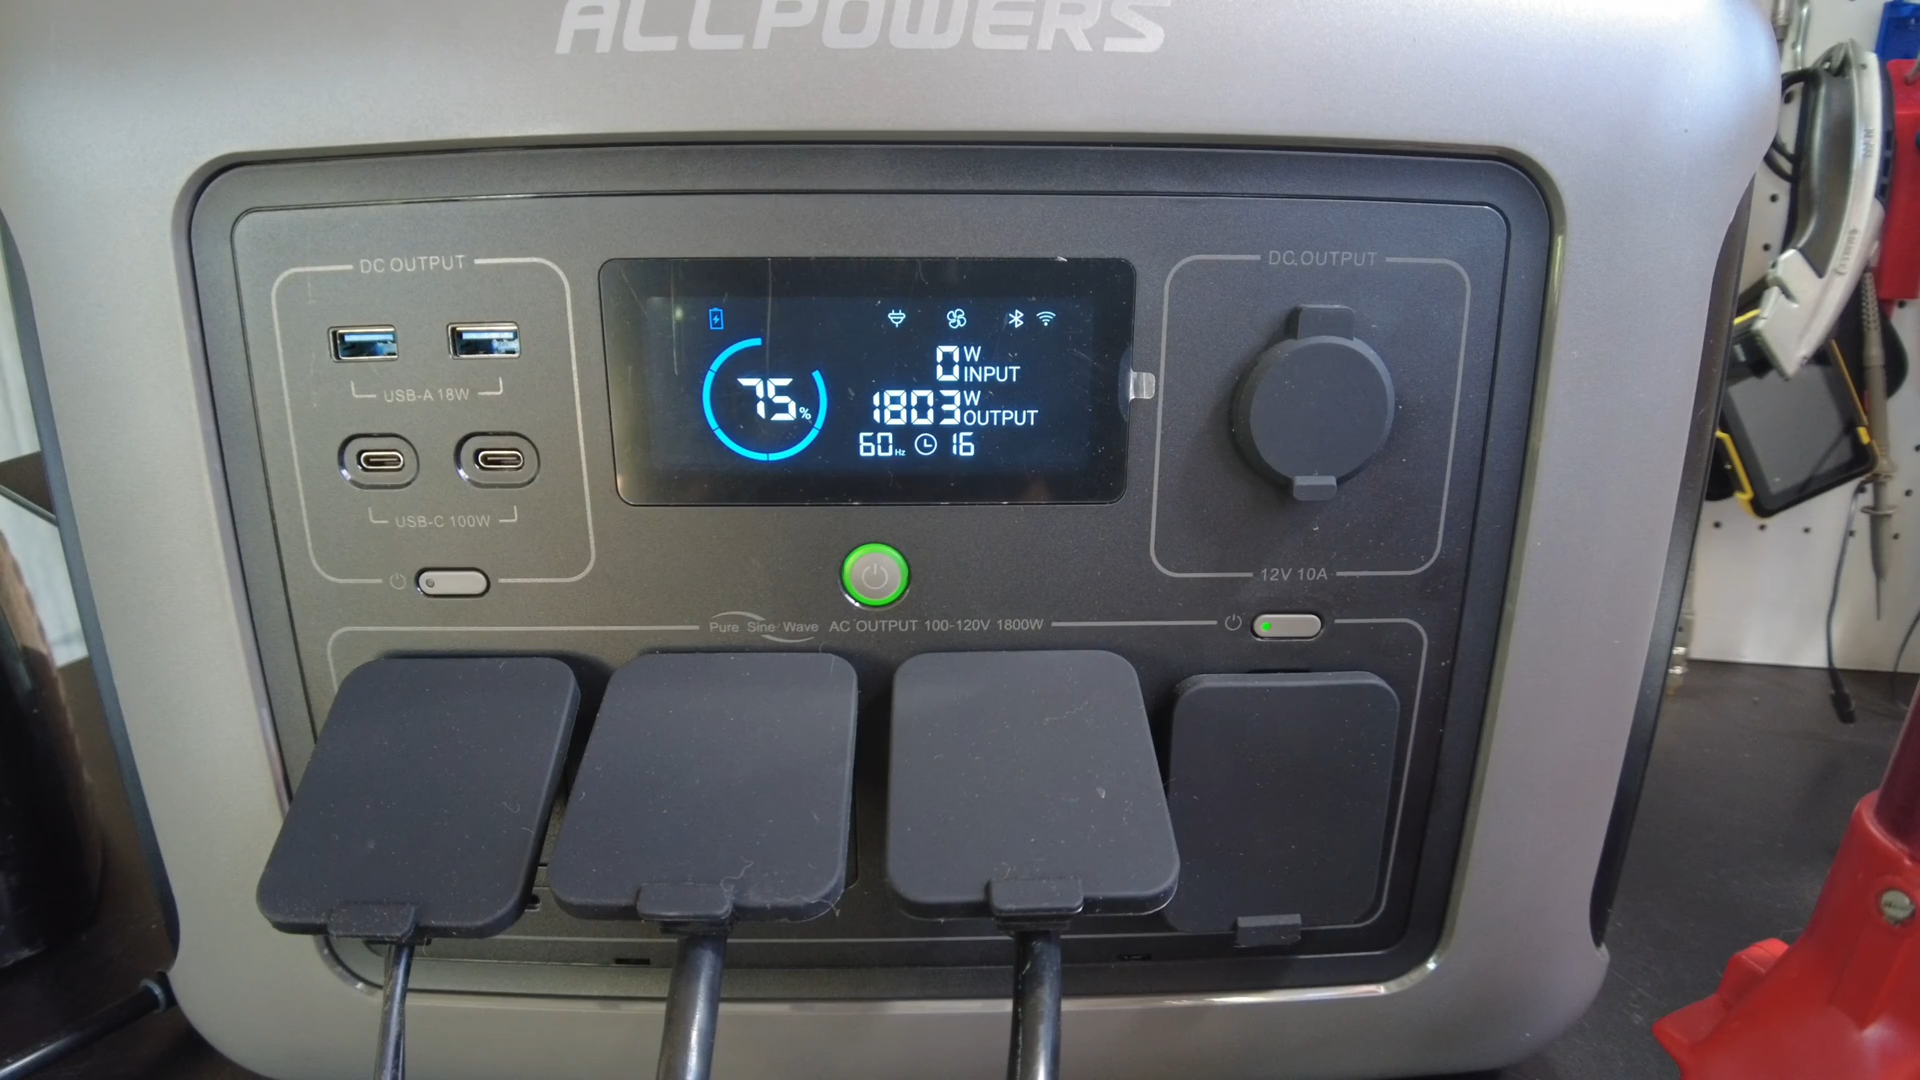 ALLPOWERS
DC OUTPUT
USB-A 18W
USB-C 100W
75%
0W INPUT
1803W OUTPUT
60Hz 16
DC OUTPUT
12V 10A
Pure Sine Wave AC OUTPUT 100-120V 1800W